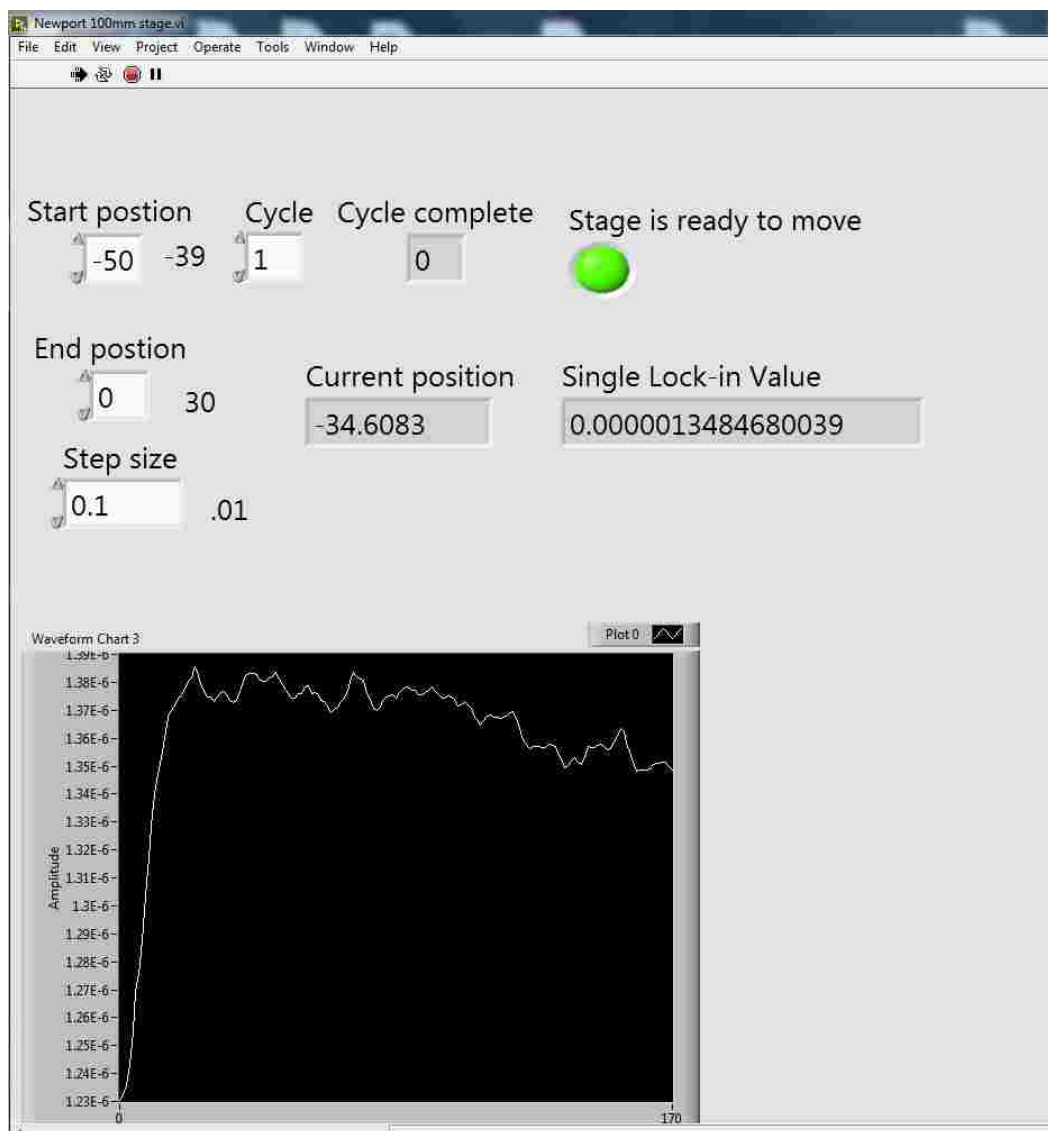 Newport 100mm stage.vi
File Edit View Project Operate Tools Window Help
Start postion Cycle Cycle complete Stage is ready to move
-50 -39 1 0
End postion
0 30
Current position Single Lock-in Value
-34.6083 0.0000013484680039
Step size
0.1 .01
Waveform Chart 3 Plot 0
1.39E-6
1.38E-6
1.37E-6
1.36E-6
1.35E-6
1.34E-6
1.33E-6
1.32E-6
1.31E-6
1.3E-6
1.29E-6
1.28E-6
1.27E-6
1.26E-6
1.25E-6
1.24E-6
1.23E-6
Amplitude
0 170